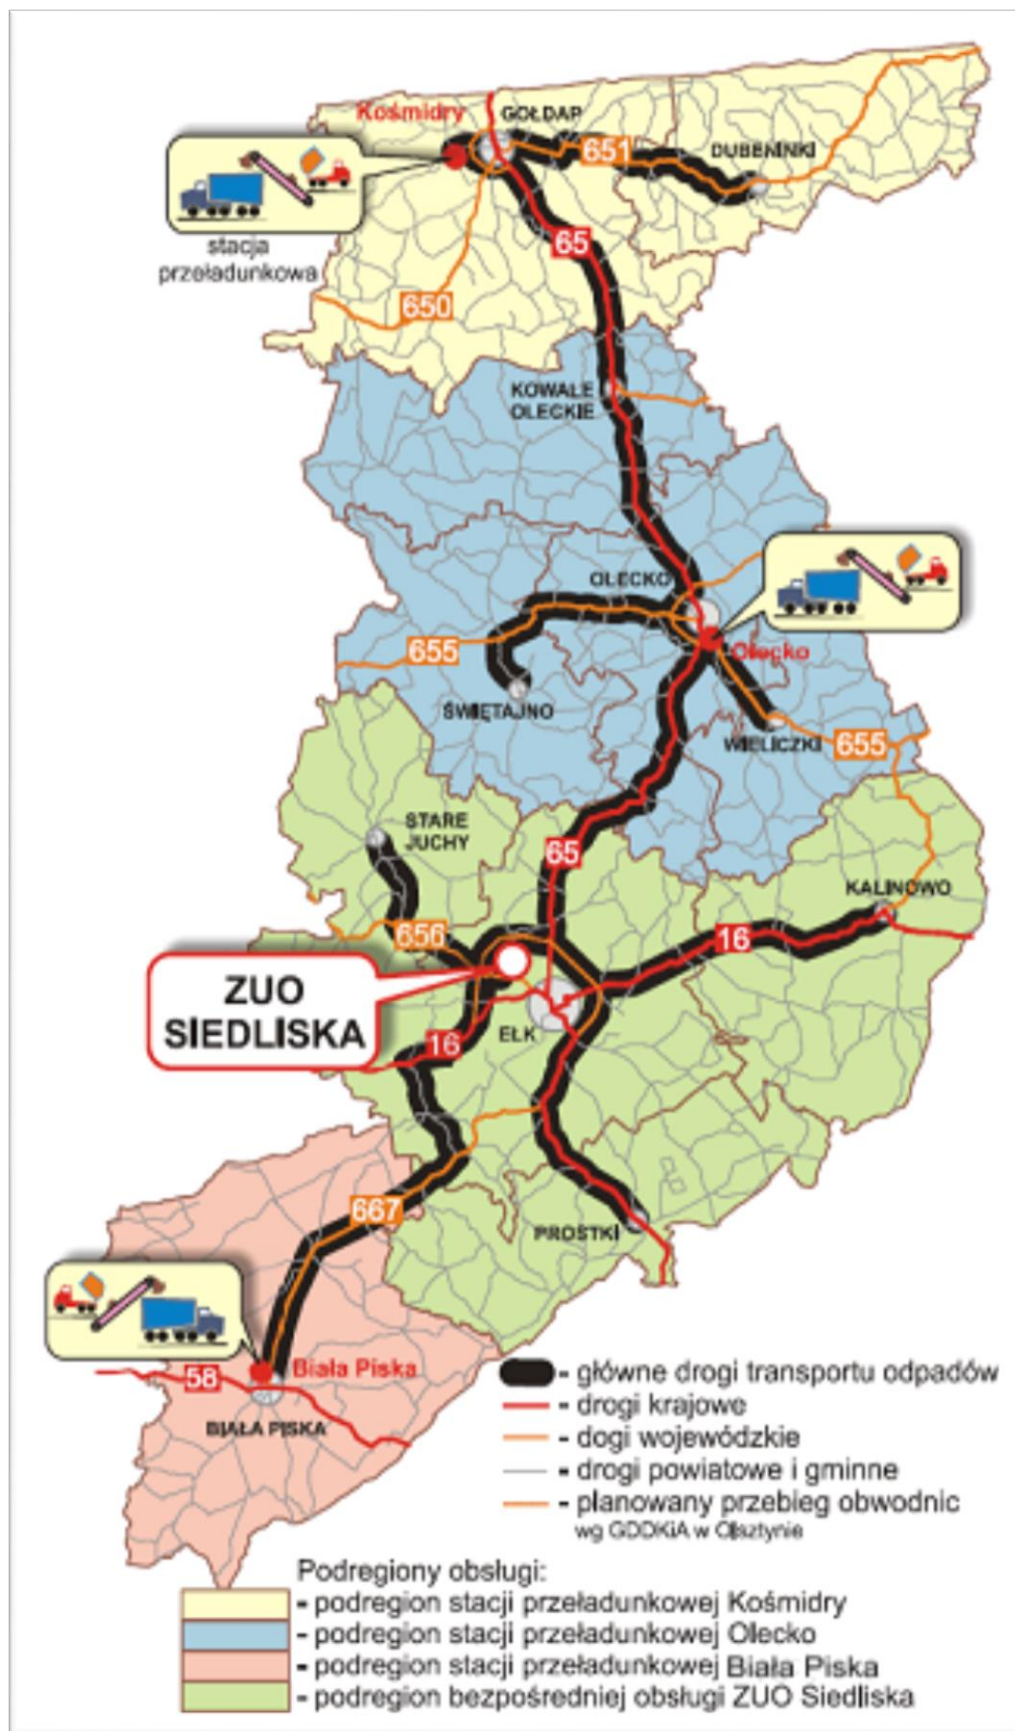 Kośmidry
GOŁDAP
651
DUBENINKI
stacja
przeładunkowa
65
650
KOWALE
OLECKIE
OLECKO
Olecko
655
ŚWIĘTAJNO
WIELICZKI
655
STARE
JUCHY
65
KALINOWO
656
16
ZUO
SIEDLISKA
EŁK
16
667
PROSTKI
Biała Piska
58
BIAŁA PISKA
- główne drogi transportu odpadów
- drogi krajowe
- dogi wojewódzkie
- drogi powiatowe i gminne
- planowany przebieg obwodnic
wg GDDKiA w Olsztynie
Podregiony obsługi:
- podregion stacji przeładunkowej Kośmidry
- podregion stacji przeładunkowej Olecko
- podregion stacji przeładunkowej Biała Piska
- podregion bezpośredniej obsługi ZUO Siedliska